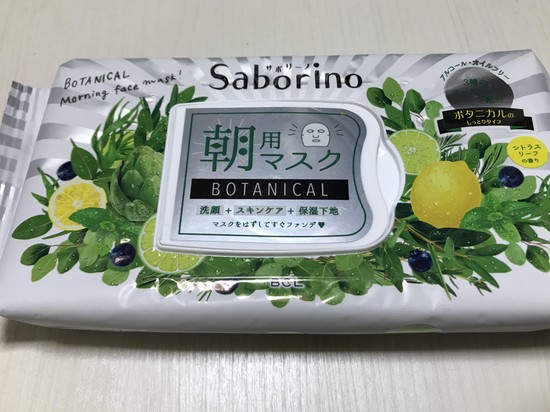 BOTANICAL
Morning face mask!
サボリーノ
Saborino
朝用マスク
BOTANICAL
洗顔+スキンケア+保湿下地
マスクをはずしてすぐファンデ♥
BCL
アルコール・オイルフリー
ボタニカルの
しっとりタイプ
シトラス
リーフの香り